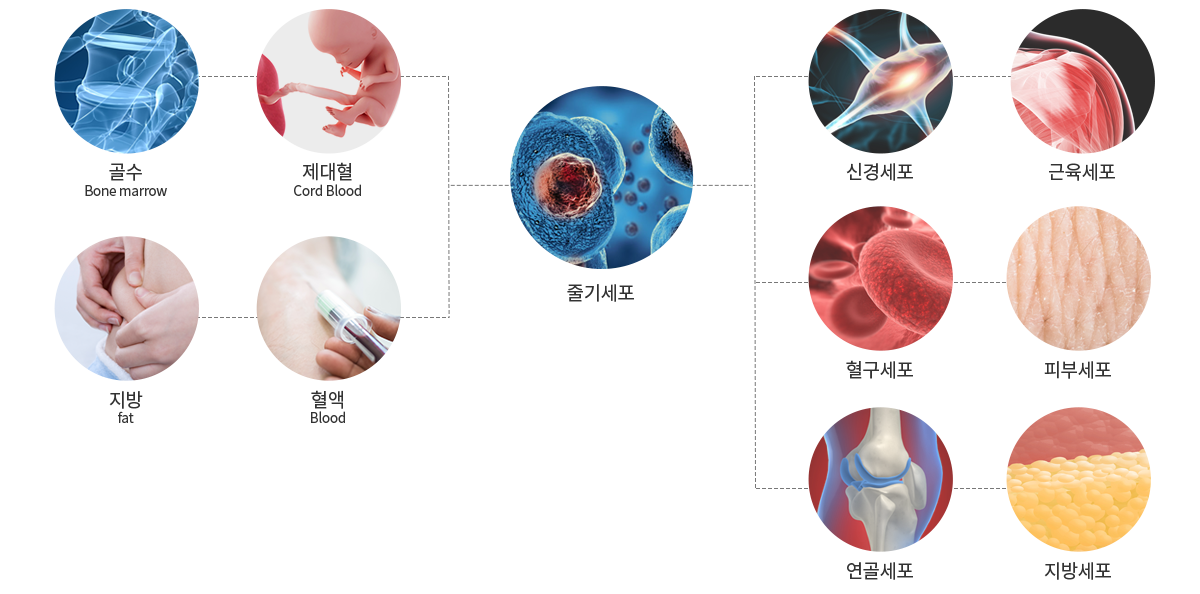 골수
Bone marrow
제대혈
Cord Blood
지방
fat
혈액
Blood
줄기세포
신경세포
근육세포
혈구세포
피부세포
연골세포
지방세포